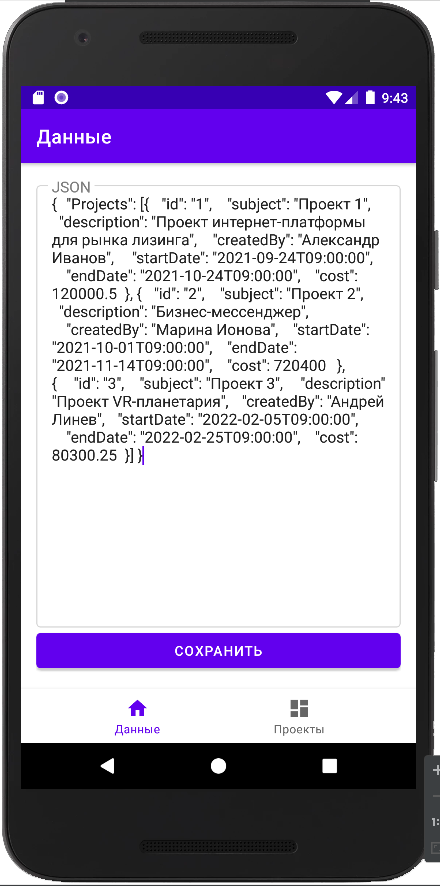 9:43
Данные
JSON
{ "Projects": [{ "id": "1", "subject": "Проект 1",
"description": "Проект интернет-платформы
для рынка лизинга", "createdBy": "Александр
Иванов", "startDate": "2021-09-24T09:00:00",
"endDate": "2021-10-24T09:00:00", "cost":
120000.5 }, { "id": "2", "subject": "Проект 2",
"description": "Бизнес-мессенджер",
"createdBy": "Марина Ионова", "startDate":
"2021-10-01T09:00:00", "endDate":
"2021-11-14T09:00:00", "cost": 720400 },
{ "id": "3", "subject": "Проект 3", "description"
"Проект VR-планетария", "createdBy": "Андрей
Линев", "startDate": "2022-02-05T09:00:00",
"endDate": "2022-02-25T09:00:00", "cost":
80300.25 }] }
СОХРАНИТЬ
Данные
Проекты